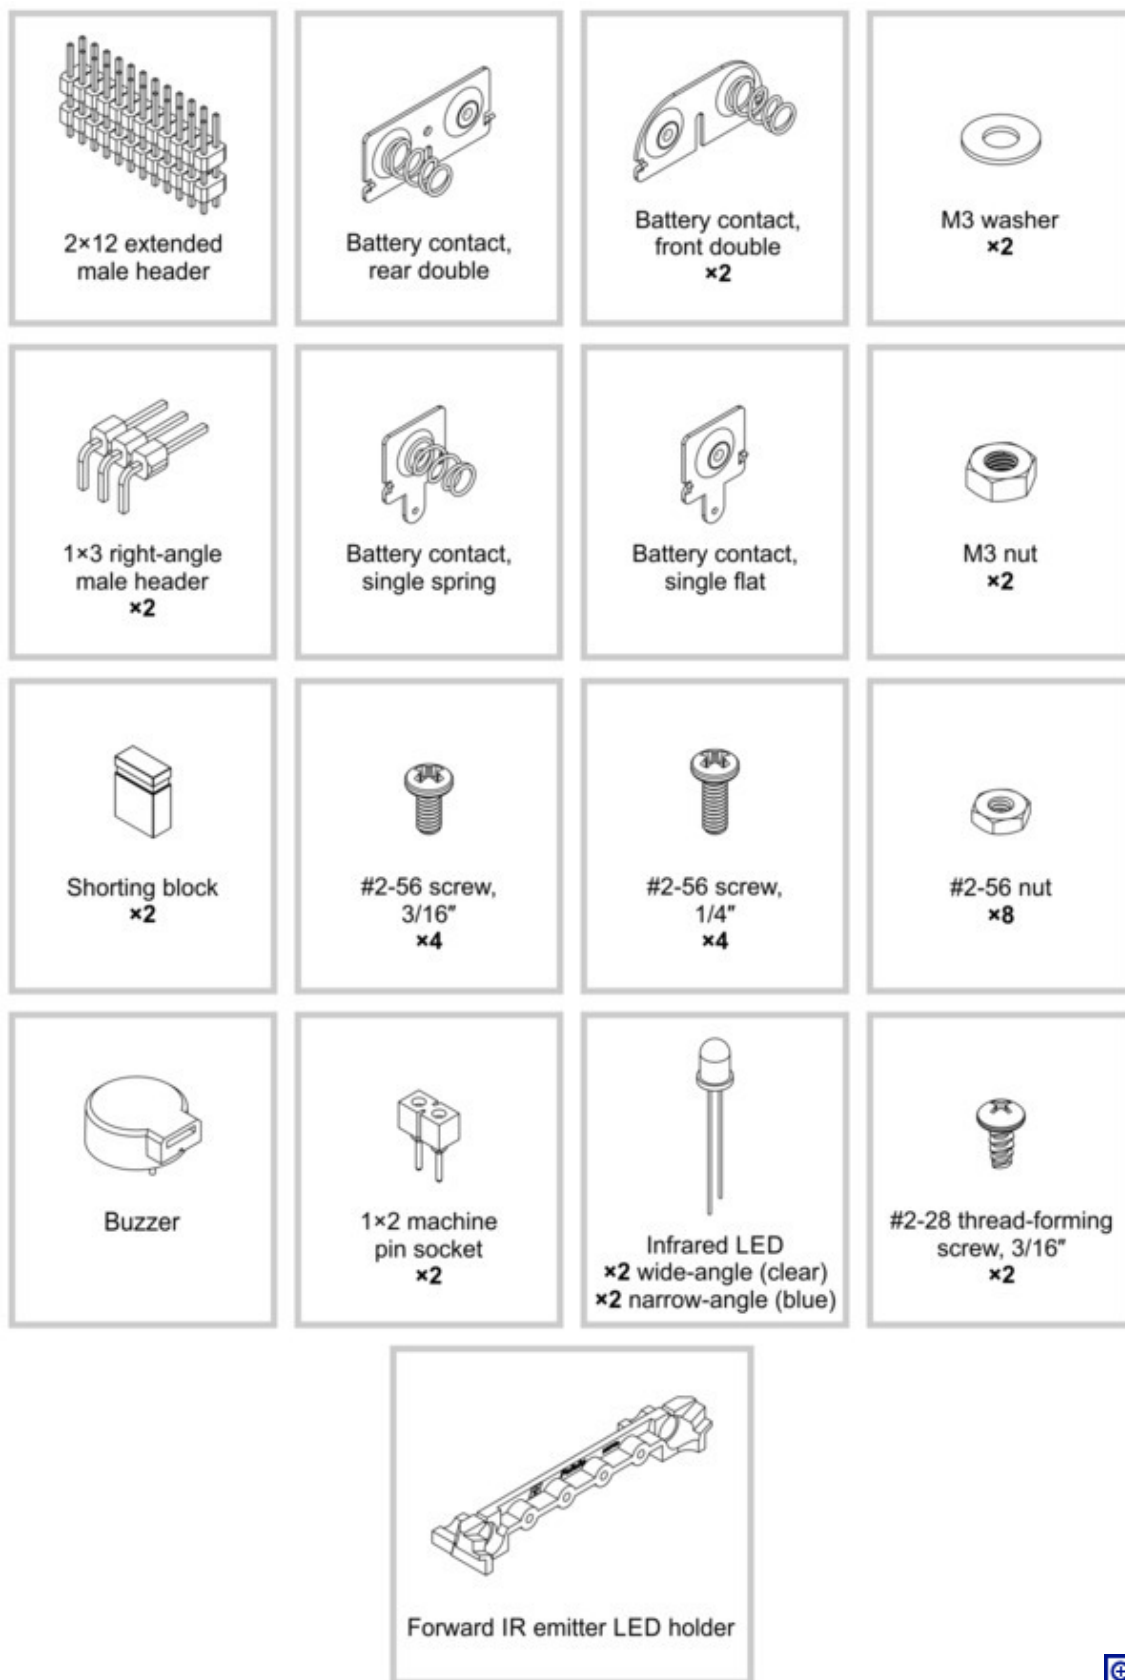 2×12 extended
male header
Battery contact,
rear double
Battery contact,
front double
×2
M3 washer
×2
1×3 right-angle
male header
×2
Battery contact,
single spring
Battery contact,
single flat
M3 nut
×2
Shorting block
×2
#2-56 screw,
3/16″
×4
#2-56 screw,
1/4″
×4
#2-56 nut
×8
Buzzer
1×2 machine
pin socket
×2
Infrared LED
×2 wide-angle (clear)
×2 narrow-angle (blue)
#2-28 thread-forming
screw, 3/16″
×2
Forward IR emitter LED holder